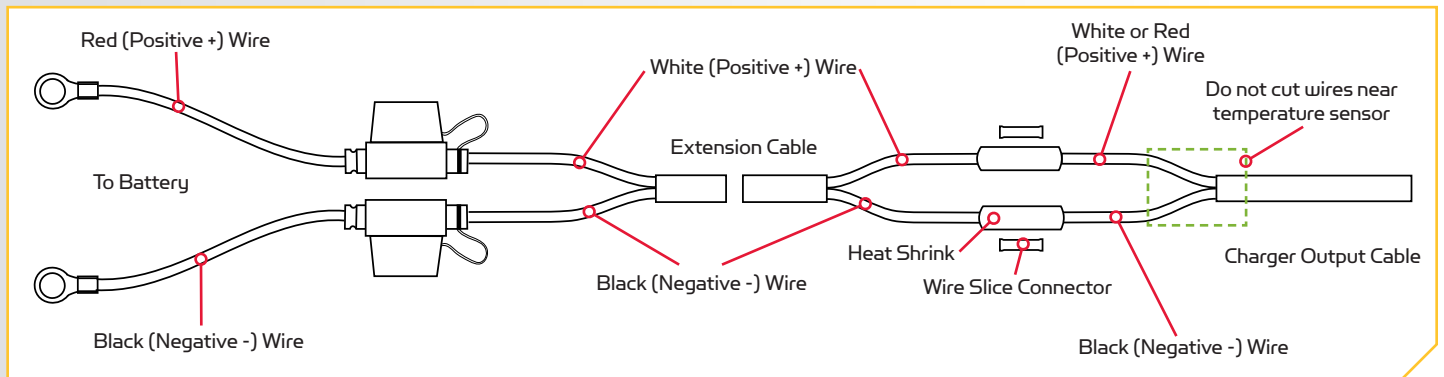 Red (Positive +) Wire
White (Positive +) Wire
White or Red
(Positive +) Wire
Do not cut wires near
temperature sensor
Extension Cable
To Battery
Heat Shrink
Charger Output Cable
Black (Negative -) Wire
Wire Slice Connector
Black (Negative -) Wire
Black (Negative -) Wire